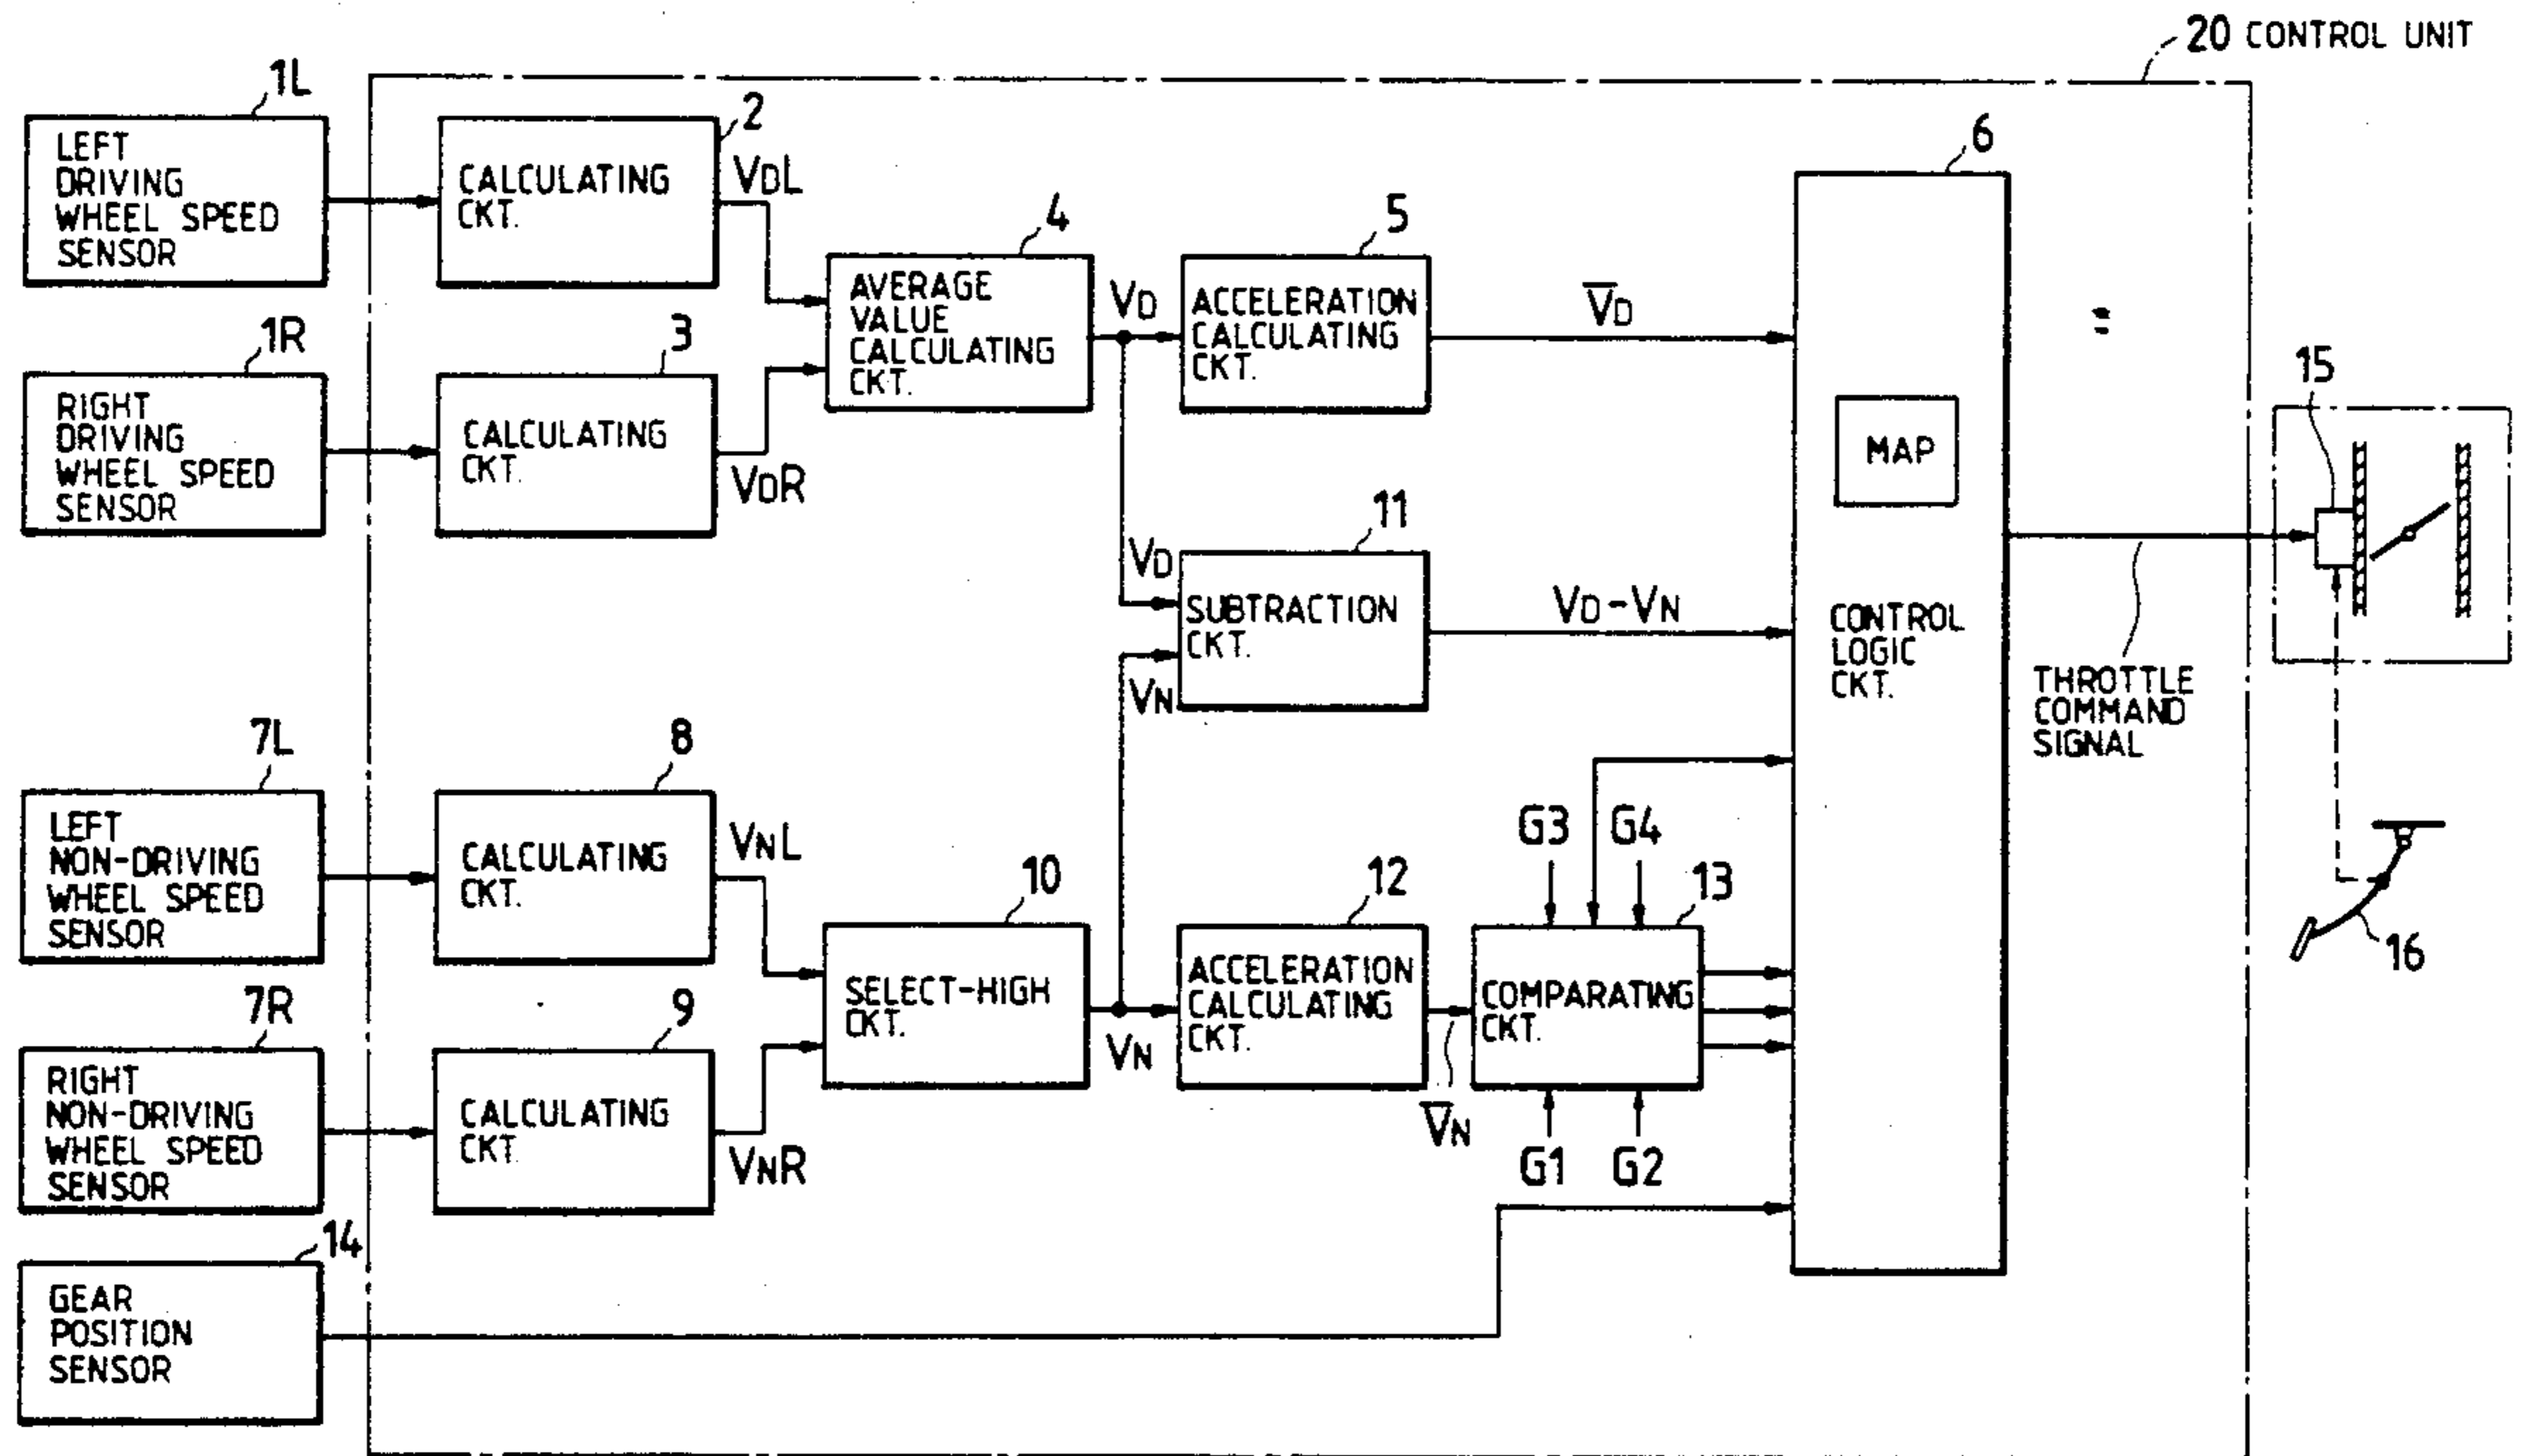 20 CONTROL UNIT
1L
LEFT
DRIVING
WHEEL SPEED
SENSOR
2
CALCULATING
CKT.
VDL
6
4
AVERAGE
VALUE
CALCULATING
CKT.
VD
5
ACCELERATION
CALCULATING
CKT.
V̅D
1R
RIGHT
DRIVING
WHEEL SPEED
SENSOR
3
CALCULATING
CKT.
VDR
MAP
15
11
VD
SUBTRACTION
CKT.
VN
VD-VN
CONTROL
LOGIC
CKT.
THROTTLE
COMMAND
SIGNAL
7L
LEFT
NON-DRIVING
WHEEL SPEED
SENSOR
8
CALCULATING
CKT.
VNL
G3
G4
10
SELECT-HIGH
CKT.
VN
12
ACCELERATION
CALCULATING
CKT.
V̅N
13
COMPARATING
CKT.
G1
G2
16
7R
RIGHT
NON-DRIVING
WHEEL SPEED
SENSOR
9
CALCULATING
CKT.
VNR
14
GEAR
POSITION
SENSOR